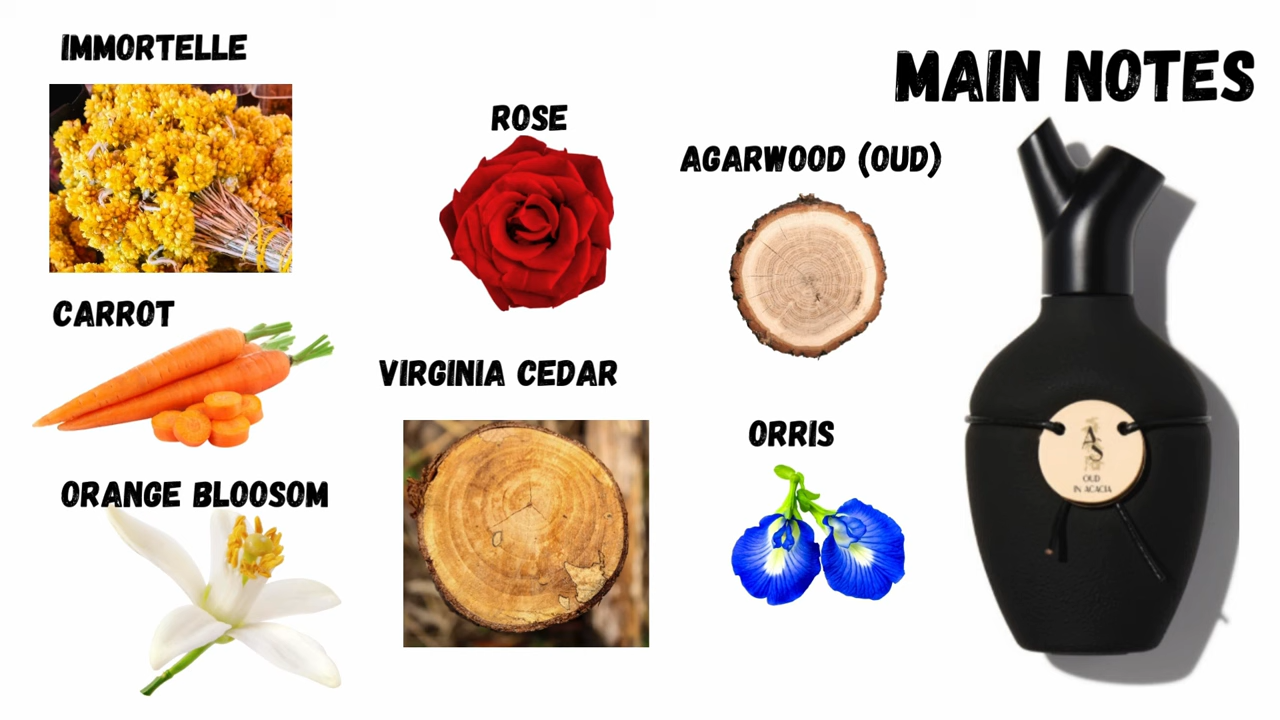 IMMORTELLE
MAIN NOTES
ROSE
AGARWOOD (OUD)
CARROT
VIRGINIA CEDAR
ORRIS
ORANGE BLOOSOM
AS
OUD
IN ACACIA